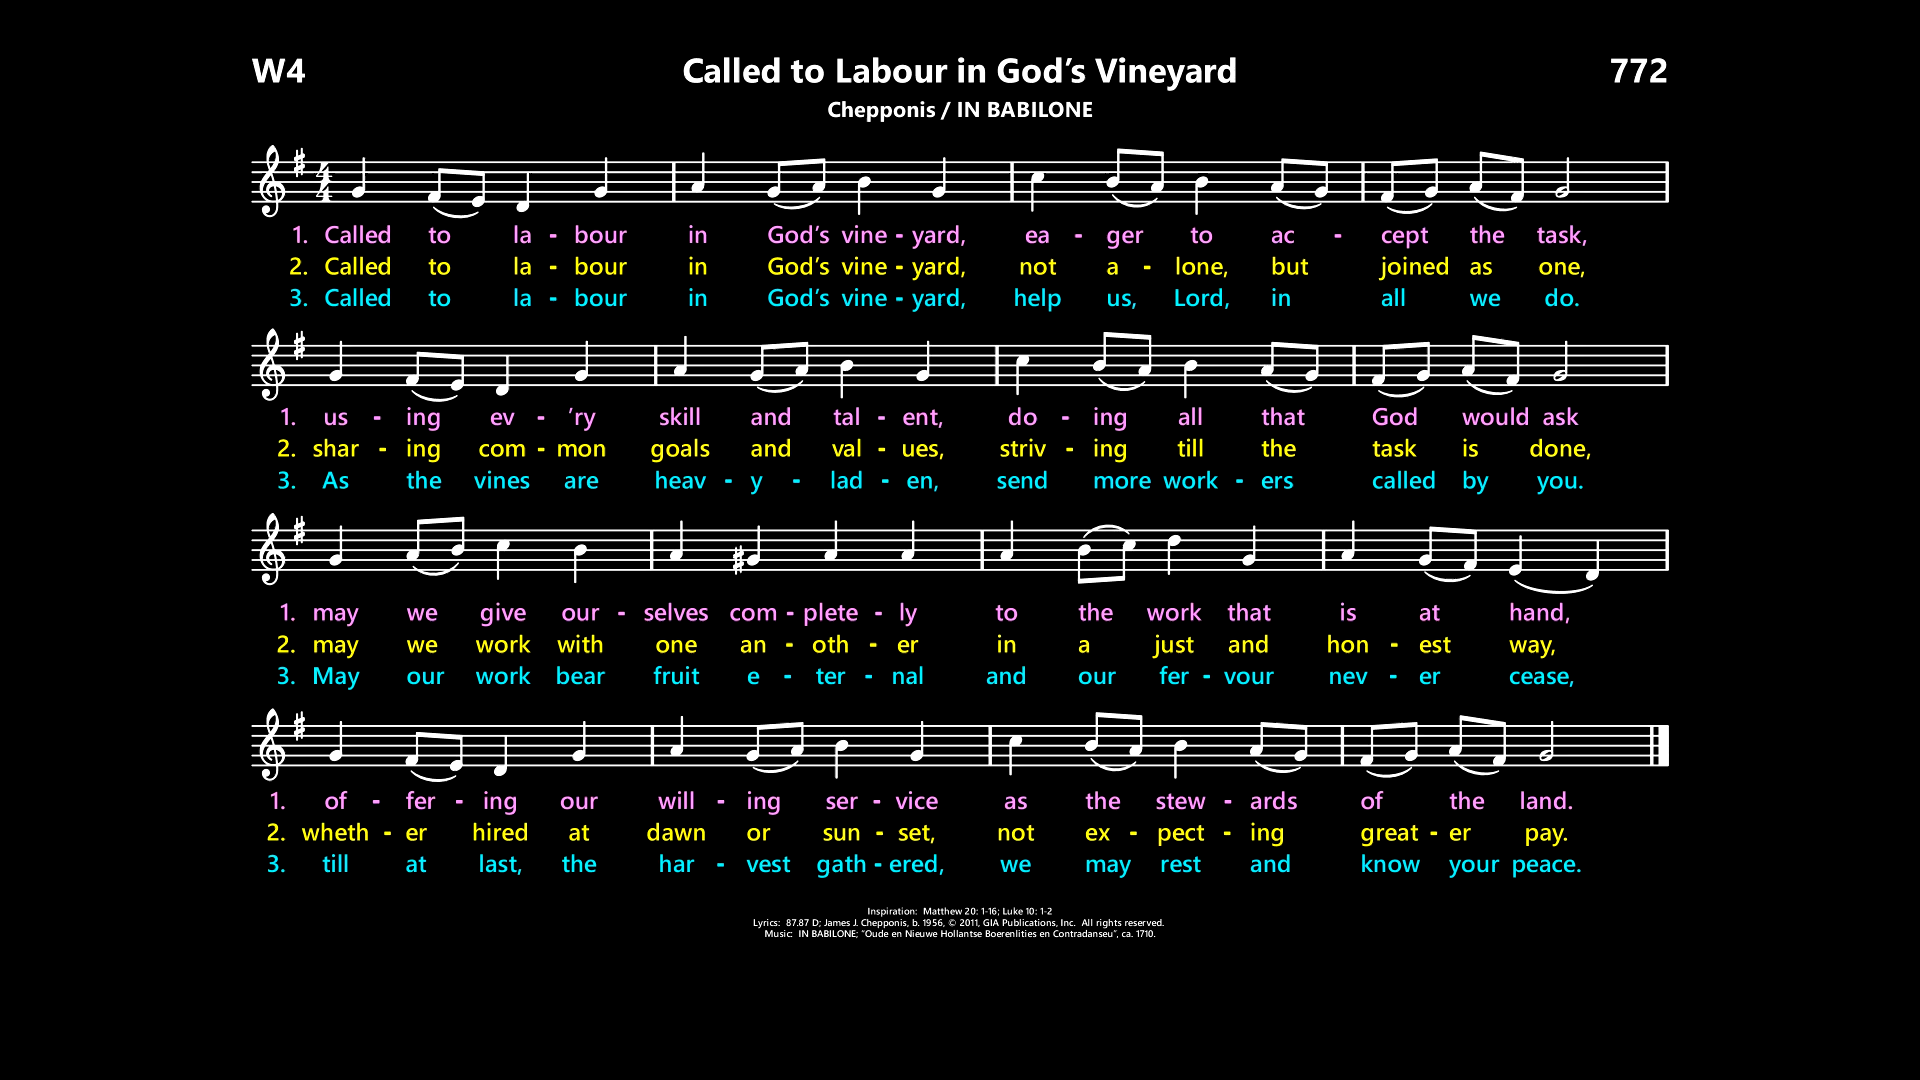 W4 Called to Labour in God’s Vineyard 772
Chepponis / IN BABILONE
4
4
1. Called to la - bour in God’s vine - yard, ea - ger to ac - cept the task,
2. Called to la - bour in God’s vine - yard, not a - lone, but joined as one,
3. Called to la - bour in God’s vine - yard, help us, Lord, in all we do.
1. us - ing ev - ’ry skill and tal - ent, do - ing all that God would ask
2. shar - ing com - mon goals and val - ues, striv - ing till the task is done,
3. As the vines are heav - y - lad - en, send more work - ers called by you.
1. may we give our - selves com - plete - ly to the work that is at hand,
2. may we work with one an - oth - er in a just and hon - est way,
3. May our work bear fruit e - ter - nal and our fer - vour nev - er cease,
1. of - fer - ing our will - ing ser - vice as the stew - ards of the land.
2. wheth - er hired at dawn or sun - set, not ex - pect - ing great - er pay.
3. till at last, the har - vest gath - ered, we may rest and know your peace.
Inspiration: Matthew 20: 1-16; Luke 10: 1-2
Lyrics: 87.87 D; James J. Chepponis, b. 1956, © 2011, GIA Publications, Inc. All rights reserved.
Music: IN BABILONE; “Oude en Nieuwe Hollantse Boerenlities en Contradanseu”, ca. 1710.